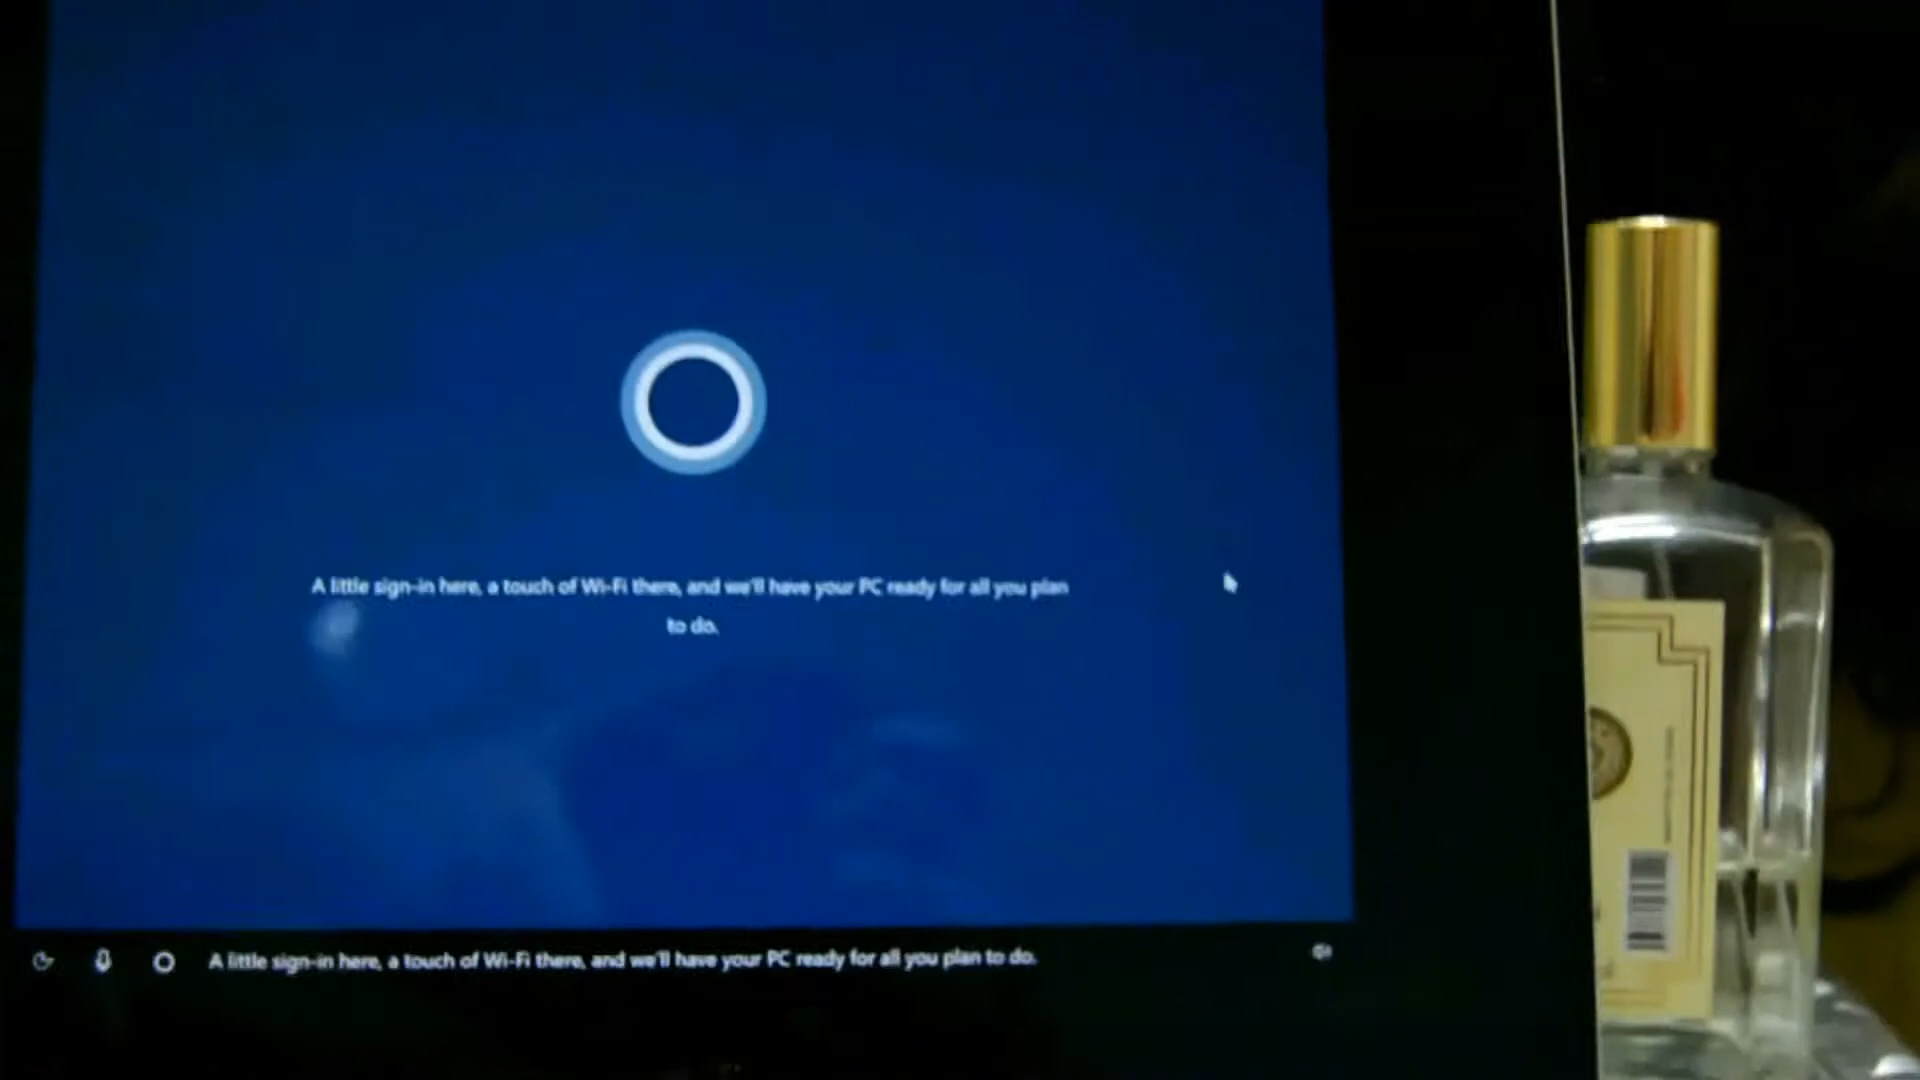 A little sign-in here, a touch of Wi-Fi there, and we'll have your PC ready for all you plan
to do.
A little sign-in here, a touch of Wi-Fi there, and we'll have your PC ready for all you plan to do.